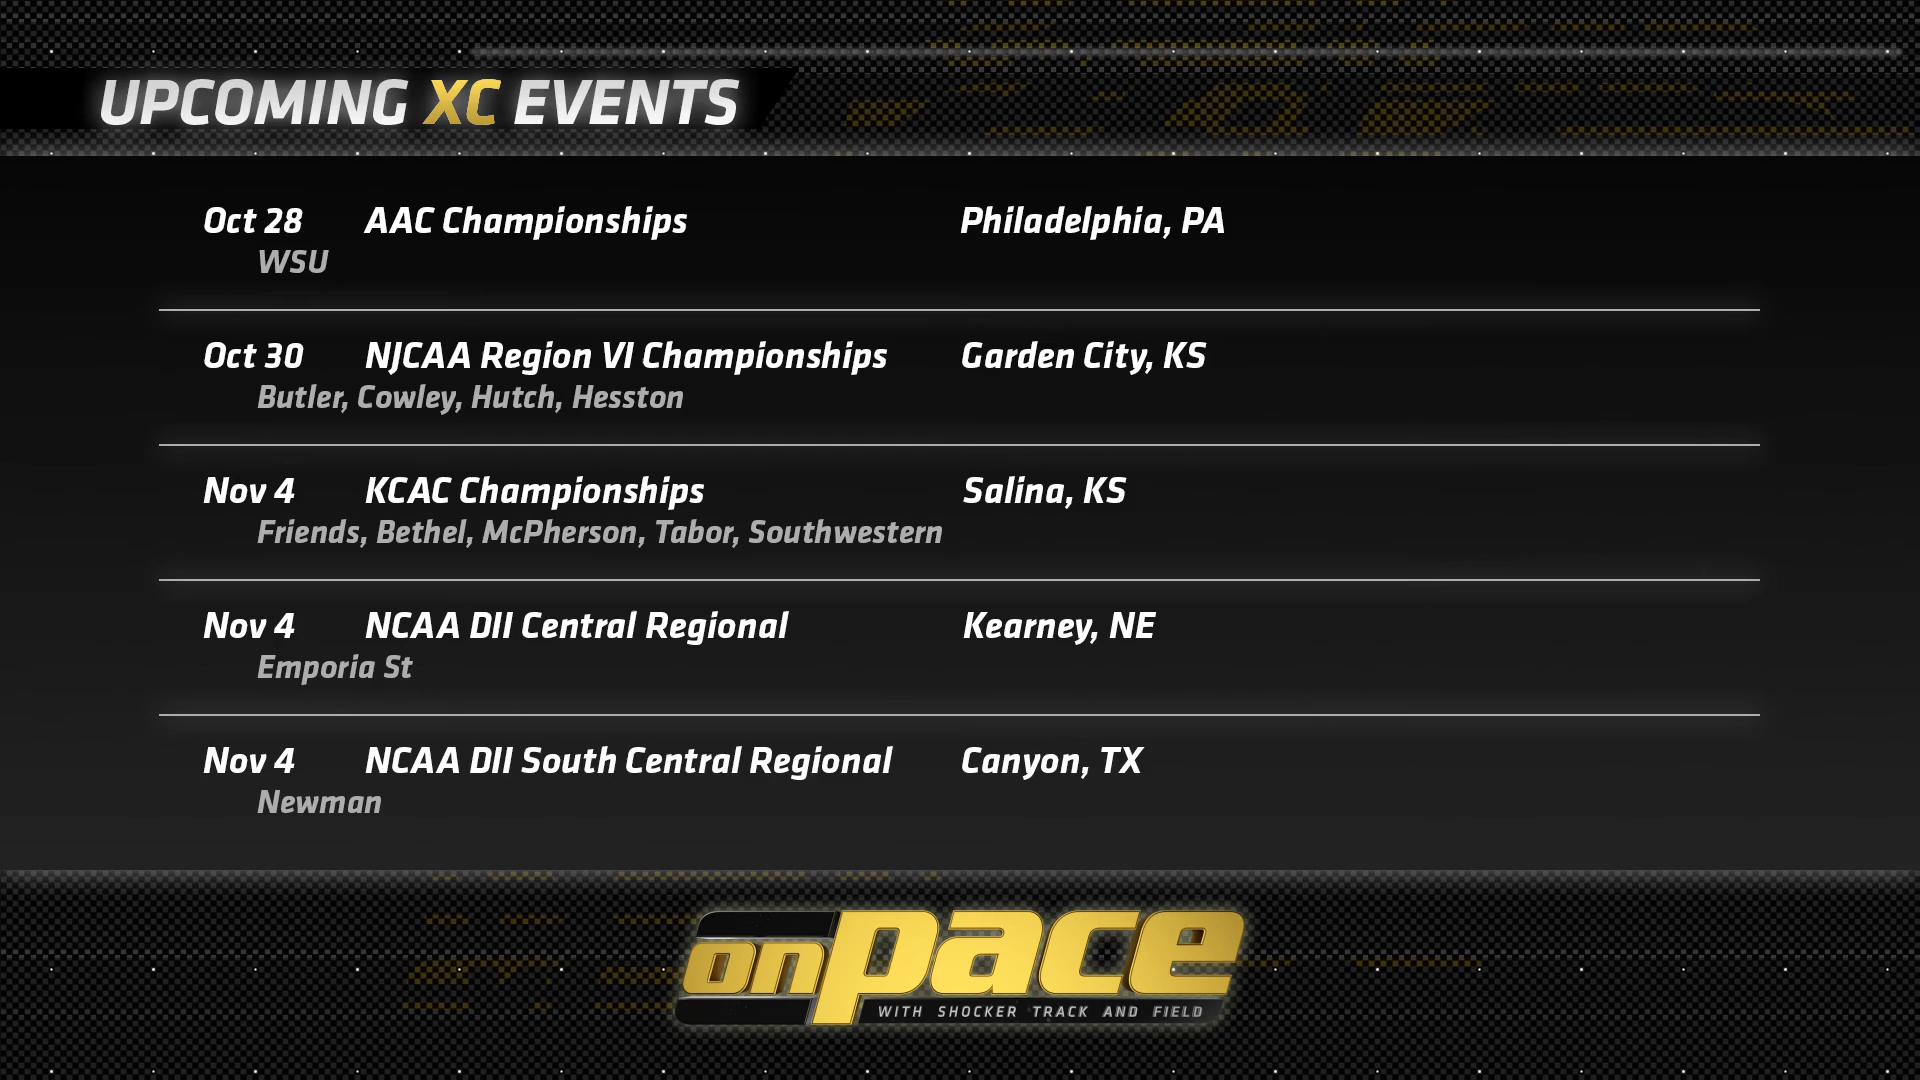 UPCOMING XC EVENTS
Oct 28 AAC Championships Philadelphia, PA
WSU
Oct 30 NJCAA Region VI Championships Garden City, KS
Butler, Cowley, Hutch, Hesston
Nov 4 KCAC Championships Salina, KS
Friends, Bethel, McPherson, Tabor, Southwestern
Nov 4 NCAA DII Central Regional Kearney, NE
Emporia St
Nov 4 NCAA DII South Central Regional Canyon, TX
Newman
on pace
WITH SHOCKER TRACK AND FIELD